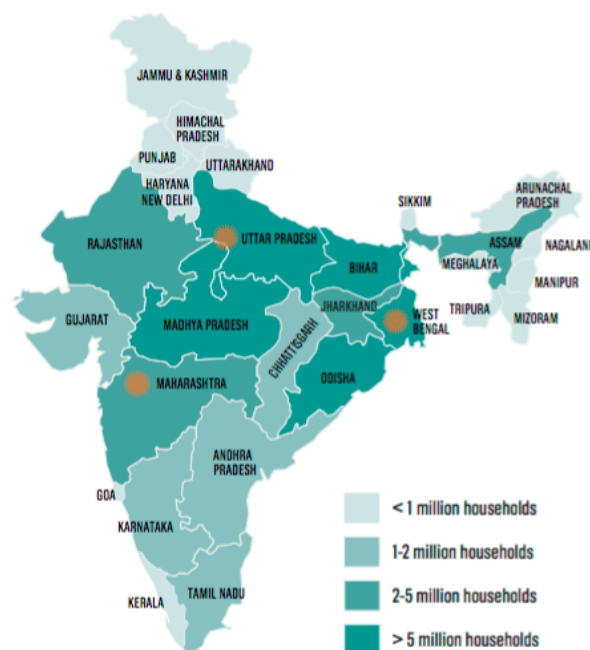 JAMMU & KASHMIR
HIMACHAL
PRADESH
PUNJAB
UTTARAKHAND
HARYANA
NEW DELHI
SIKKIM
ARUNACHAL
PRADESH
RAJASTHAN
UTTAR PRADESH
ASSAM
NAGALAND
BIHAR
MEGHALAYA
MANIPUR
GUJARAT
MADHYA PRADESH
JHARKHAND
WEST
BENGAL
TRIPURA
MIZORAM
CHHATTISGARH
MAHARASHTRA
ODISHA
ANDHRA
PRADESH
GOA
KARNATAKA
KERALA
TAMIL NADU
< 1 million households
1-2 million households
2-5 million households
> 5 million households